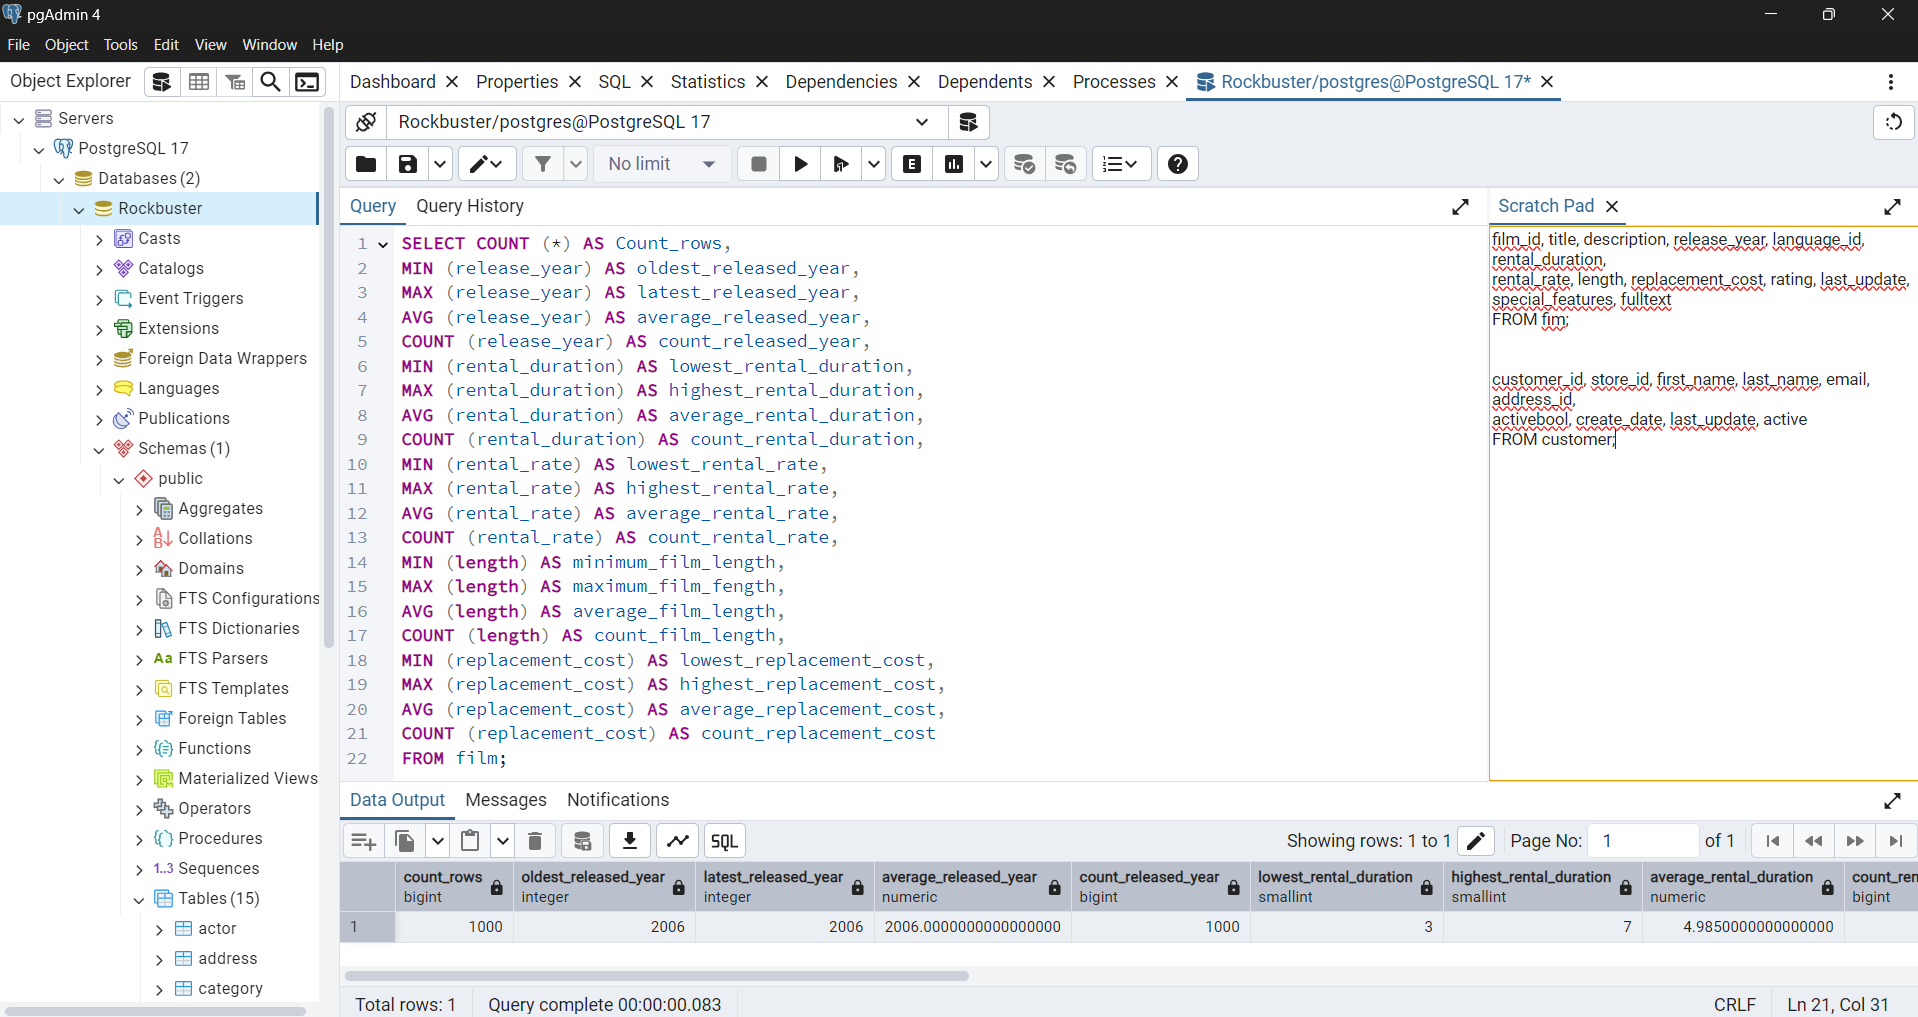 pgAdmin 4
File Object Tools Edit View Window Help
Object Explorer
Servers
PostgreSQL 17
Databases (2)
Rockbuster
Casts
Catalogs
Event Triggers
Extensions
Foreign Data Wrappers
Languages
Publications
Schemas (1)
public
Aggregates
Collations
Domains
FTS Configurations
FTS Dictionaries
Aa FTS Parsers
FTS Templates
Foreign Tables
Functions
Materialized Views
Operators
Procedures
1..3 Sequences
Tables (15)
actor
address
category
Dashboard Properties SQL Statistics Dependencies Dependents Processes Rockbuster/postgres@PostgreSQL 17*
Rockbuster/postgres@PostgreSQL 17
No limit
E
Query Query History
1 SELECT COUNT (*) AS Count_rows,
2 MIN (release_year) AS oldest_released_year,
3 MAX (release_year) AS latest_released_year,
4 AVG (release_year) AS average_released_year,
5 COUNT (release_year) AS count_released_year,
6 MIN (rental_duration) AS lowest_rental_duration,
7 MAX (rental_duration) AS highest_rental_duration,
8 AVG (rental_duration) AS average_rental_duration,
9 COUNT (rental_duration) AS count_rental_duration,
10 MIN (rental_rate) AS lowest_rental_rate,
11 MAX (rental_rate) AS highest_rental_rate,
12 AVG (rental_rate) AS average_rental_rate,
13 COUNT (rental_rate) AS count_rental_rate,
14 MIN (length) AS minimum_film_length,
15 MAX (length) AS maximum_film_fength,
16 AVG (length) AS average_film_length,
17 COUNT (length) AS count_film_length,
18 MIN (replacement_cost) AS lowest_replacement_cost,
19 MAX (replacement_cost) AS highest_replacement_cost,
20 AVG (replacement_cost) AS average_replacement_cost,
21 COUNT (replacement_cost) AS count_replacement_cost
22 FROM film;
Scratch Pad
film_id, title, description, release_year, language_id,
rental_duration,
rental_rate, length, replacement_cost, rating, last_update,
special_features, fulltext
FROM fim;
customer_id, store_id, first_name, last_name, email,
address_id,
activebool, create_date, last_update, active
FROM customer;
Data Output Messages Notifications
SQL Showing rows: 1 to 1 Page No: 1 of 1
count_rows oldest_released_year latest_released_year average_released_year count_released_year lowest_rental_duration highest_rental_duration average_rental_duration count_ren
bigint integer integer numeric bigint smallint smallint numeric bigint
1 1000 2006 2006 2006.0000000000000000 1000 3 7 4.9850000000000000
Total rows: 1 Query complete 00:00:00.083 CRLF Ln 21, Col 31